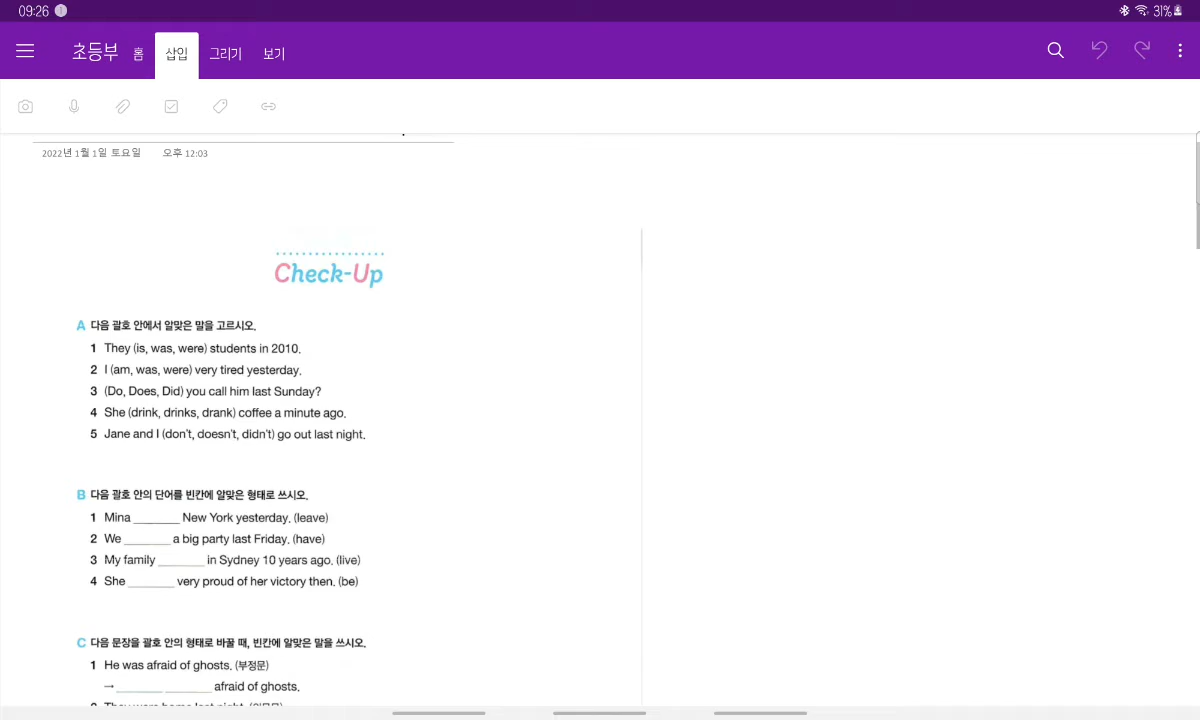 09:26
31%
초등부 홈 삽입 그리기 보기
2022년 1월 1일 토요일 오후 12:03
Check-Up
A 다음 괄호 안에서 알맞은 말을 고르시오.
1 They (is, was, were) students in 2010.
2 I (am, was, were) very tired yesterday.
3 (Do, Does, Did) you call him last Sunday?
4 She (drink, drinks, drank) coffee a minute ago.
5 Jane and I (don't, doesn't, didn't) go out last night.
B 다음 괄호 안의 단어를 빈칸에 알맞은 형태로 쓰시오.
1 Mina ________ New York yesterday. (leave)
2 We ________ a big party last Friday. (have)
3 My family ________ in Sydney 10 years ago. (live)
4 She ________ very proud of her victory then. (be)
C 다음 문장을 괄호 안의 형태로 바꿀 때, 빈칸에 알맞은 말을 쓰시오.
1 He was afraid of ghosts. (부정문)
→ ________ ________ afraid of ghosts.